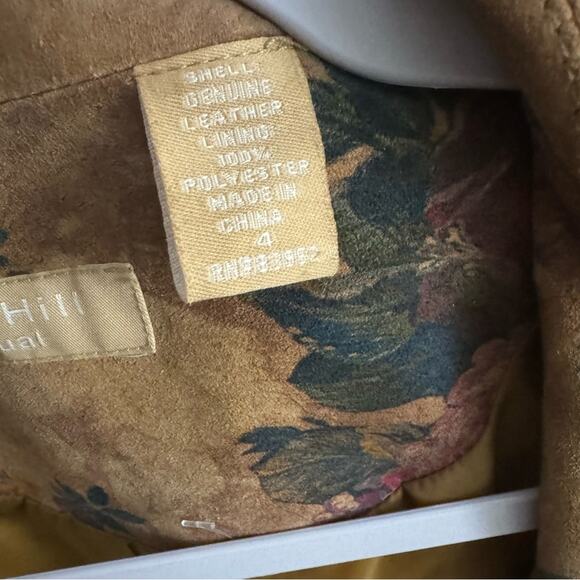 SHELL:
GENUINE
LEATHER
LINING:
100%
POLYESTER
MADE IN
CHINA
4
Hill
ual